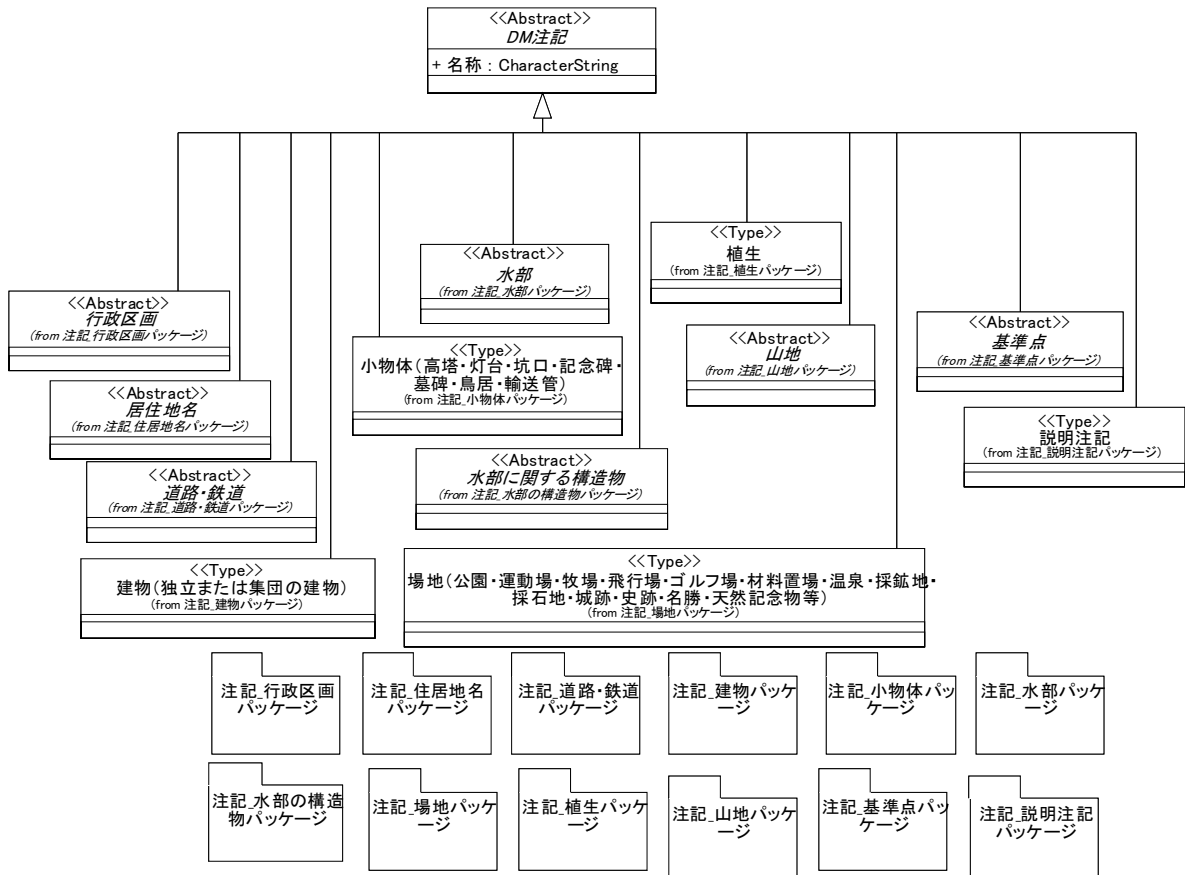 <<Abstract>>
DM注記
+ 名称 : CharacterString
<<Type>>
植生
(from 注記_植生パッケージ)
<<Abstract>>
水部
(from 注記_水部パッケージ)
<<Abstract>>
行政区画
(from 注記_行政区画パッケージ)
<<Abstract>>
基準点
(from 注記_基準点パッケージ)
<<Abstract>>
山地
(from 注記_山地パッケージ)
<<Type>>
小物体(高塔・灯台・坑口・記念碑・
墓碑・鳥居・輸送管)
(from 注記_小物体パッケージ)
<<Abstract>>
居住地名
(from 注記_住居地名パッケージ)
<<Type>>
説明注記
(from 注記_説明注記パッケージ)
<<Abstract>>
水部に関する構造物
(from 注記_水部の構造物パッケージ)
<<Abstract>>
道路・鉄道
(from 注記_道路・鉄道パッケージ)
<<Type>>
場地(公園・運動場・牧場・飛行場・ゴルフ場・材料置場・温泉・採鉱地・
採石地・城跡・史跡・名勝・天然記念物等)
(from 注記_場地パッケージ)
<<Type>>
建物(独立または集団の建物)
(from 注記_建物パッケージ)
注記_行政区画
パッケージ
注記_住居地名
パッケージ
注記_道路・鉄道
パッケージ
注記_建物パッケ
ージ
注記_小物体パッ
ケージ
注記_水部パッケ
ージ
注記_水部の構造
物パッケージ
注記_場地パッケ
ージ
注記_植生パッケ
ージ
注記_山地パッケ
ージ
注記_基準点パッ
ケージ
注記_説明注記
パッケージ